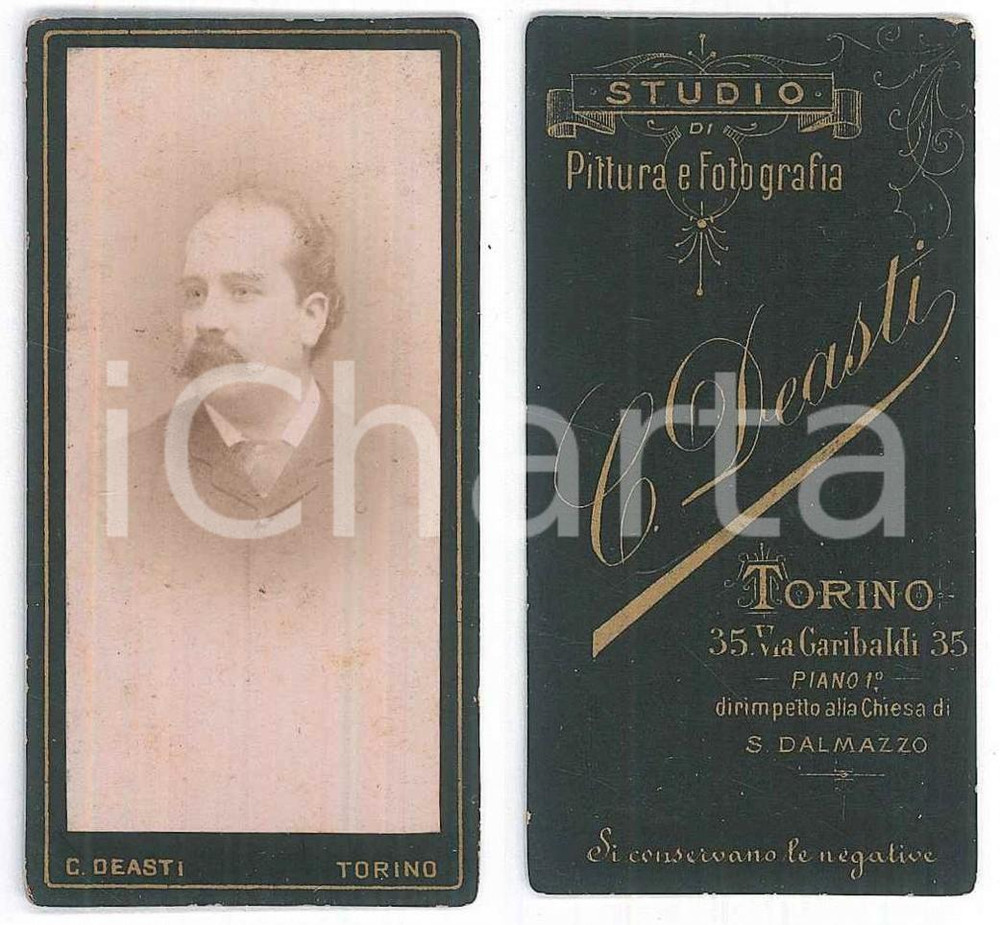 C. DEASTI TORINO
STUDIO
DI
Pittura e Fotografia
C. Deasti
TORINO
35. Via Garibaldi 35
PIANO 1º
dirimpetto alla Chiesa di
S. DALMAZZO
Si conservano le negative
iCharta